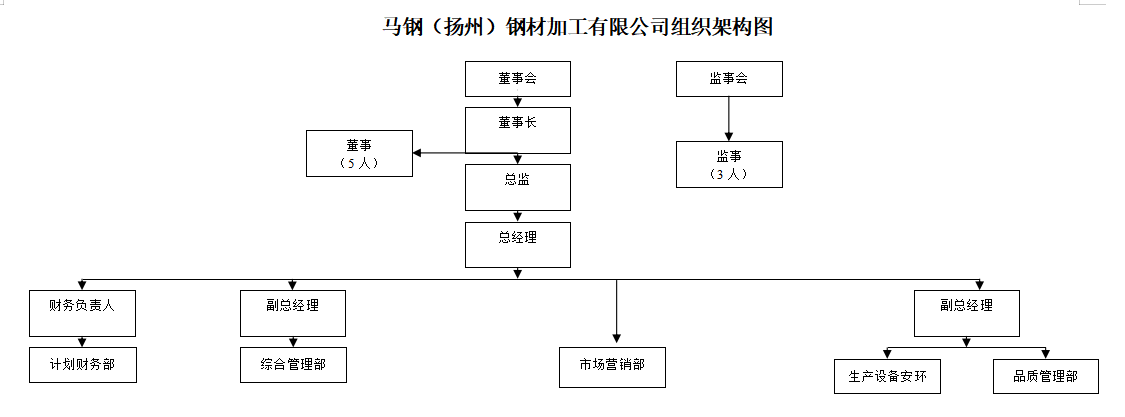 马钢（扬州）钢材加工有限公司组织架构图
董事会
监事会
董事长
董事
（5 人）
监事
（3 人）
总监
总经理
财务负责人
副总经理
副总经理
计划财务部
综合管理部
市场营销部
生产设备安环
品质管理部